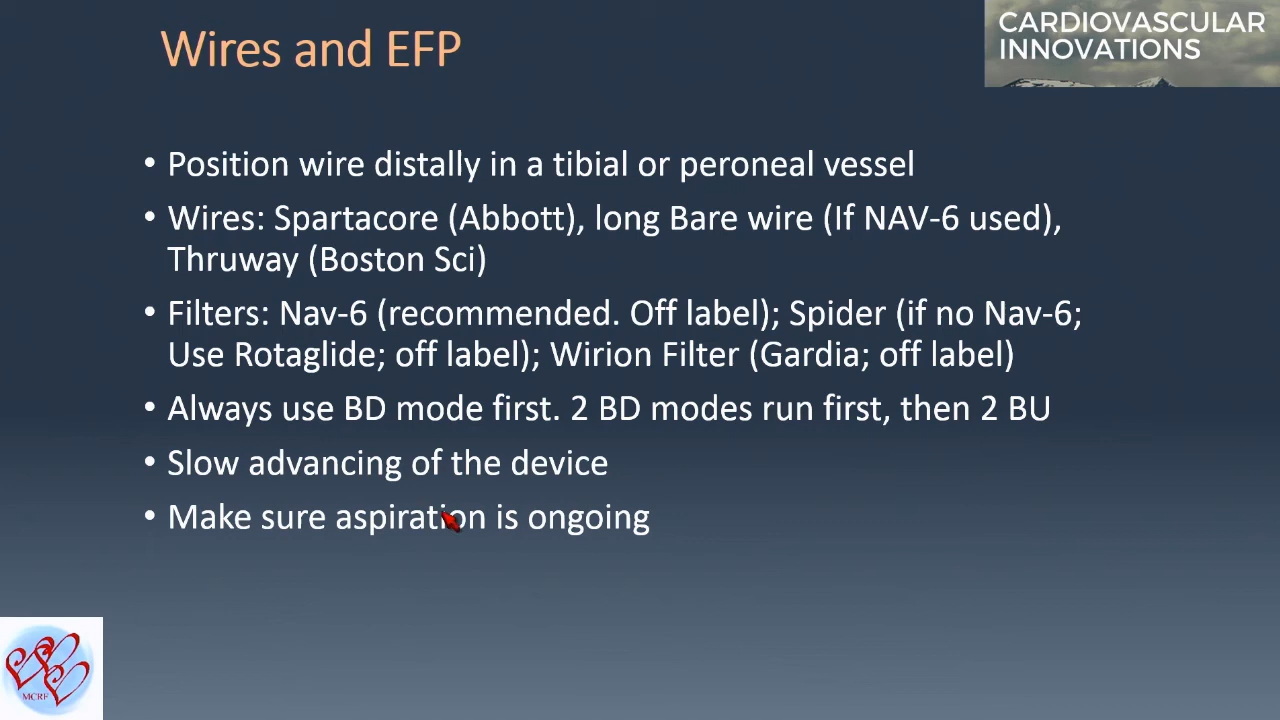 Wires and EFP
CARDIOVASCULAR
INNOVATIONS
• Position wire distally in a tibial or peroneal vessel
• Wires: Spartacore (Abbott), long Bare wire (If NAV-6 used),
Thruway (Boston Sci)
• Filters: Nav-6 (recommended. Off label); Spider (if no Nav-6;
Use Rotaglide; off label); Wirion Filter (Gardia; off label)
• Always use BD mode first. 2 BD modes run first, then 2 BU
• Slow advancing of the device
• Make sure aspiration is ongoing
MCRF